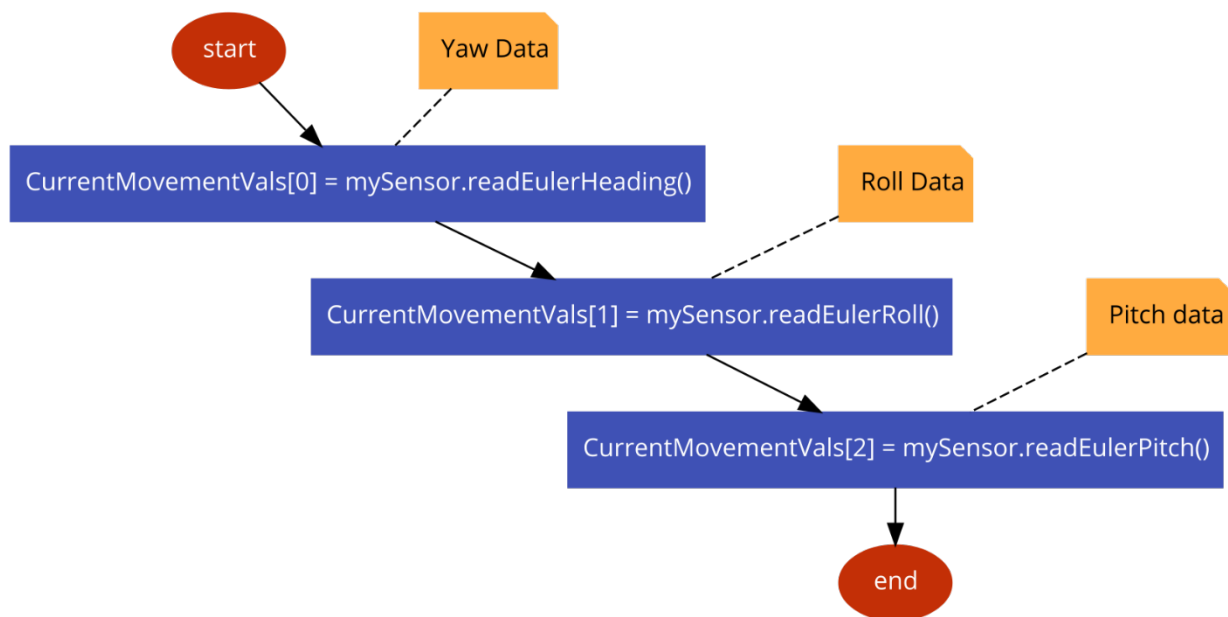 start
Yaw Data
CurrentMovementVals[0] = mySensor.readEulerHeading()
Roll Data
CurrentMovementVals[1] = mySensor.readEulerRoll()
Pitch data
CurrentMovementVals[2] = mySensor.readEulerPitch()
end